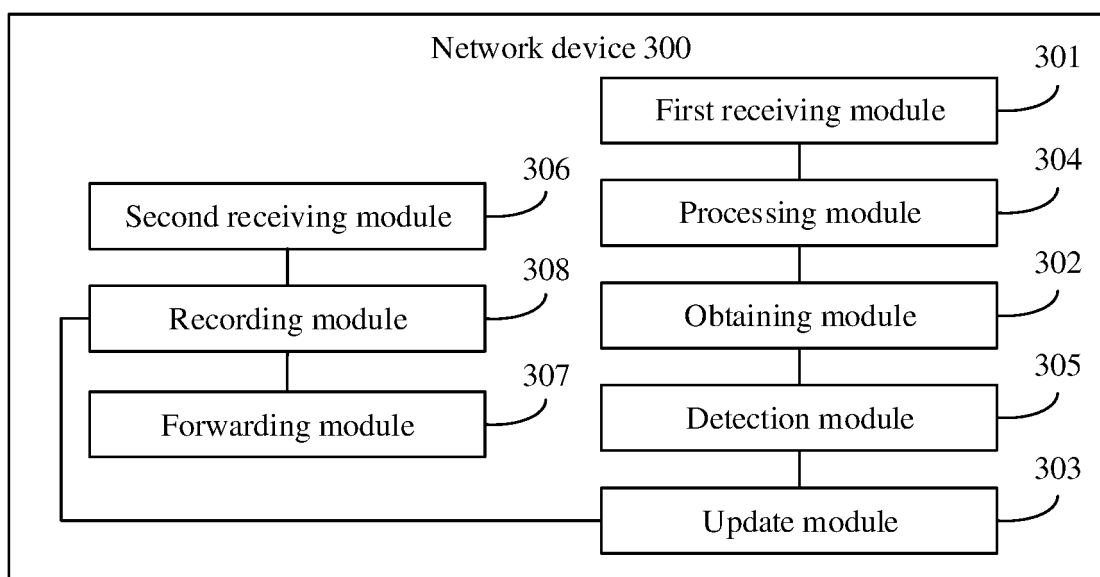 Network device 300
301
First receiving module
304
Processing module
306
Second receiving module
302
Obtaining module
308
Recording module
305
Detection module
307
Forwarding module
303
Update module